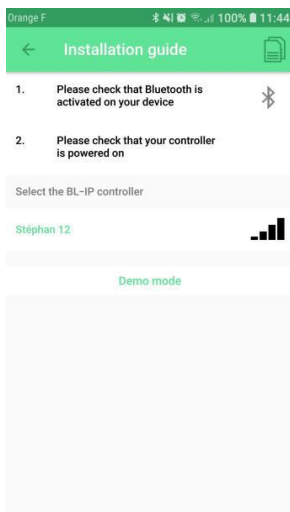 Orange F 100% 11:44
Installation guide
1. Please check that Bluetooth is
activated on your device
2. Please check that your controller
is powered on
Select the BL-IP controller
Stéphan 12
Demo mode